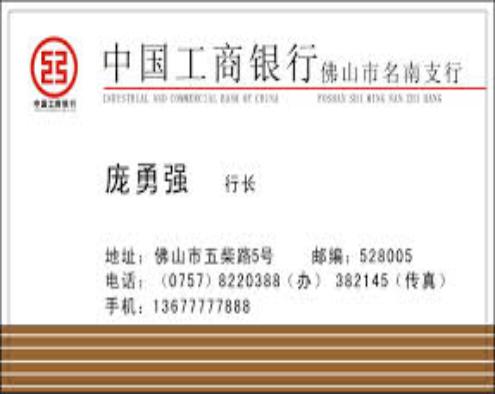 中国工商银行
中国工商银行佛山市名南支行
INDUSTRIAL AND COMMERCIAL BANK OF CHINA FOSHAN SHI MING NAN ZHI HANG
庞勇强 行长
地址：佛山市五柴路5号 邮编：528005
电话：（0757）8220388（办） 382145（传真）
手机：13677777888